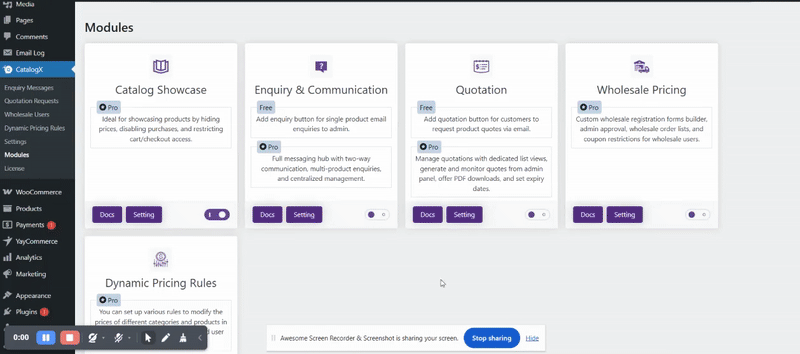 Media
Pages
Comments
Email Log
CatalogX
Enquiry Messages
Quotation Requests
Wholesale Users
Dynamic Pricing Rules
Settings
Modules
License
WooCommerce
Products
Payments 1
YayCommerce
Analytics
Marketing
Appearance
Plugins 1
Modules
Catalog Showcase
Pro
Ideal for showcasing products by hiding
prices, disabling purchases, and restricting
cart/checkout access.
Docs
Setting
Enquiry & Communication
Free
Add enquiry button for single product email
enquiries to admin.
Pro
Full messaging hub with two-way
communication, multi-product enquiries,
and centralized management.
Docs
Setting
Quotation
Free
Add quotation button for customers to
request product quotes via email.
Pro
Manage quotations with dedicated list views,
generate and monitor quotes from admin
panel, offer PDF downloads, and set expiry
dates.
Docs
Setting
Wholesale Pricing
Pro
Custom wholesale registration forms builder,
admin approval, wholesale order lists, and
coupon restrictions for wholesale users.
Docs
Setting
Dynamic Pricing Rules
Pro
You can set up various rules to modify the
prices of different categories and products in
d user
0:00
Awesome Screen Recorder & Screenshot is sharing your screen.
Stop sharing
Hide